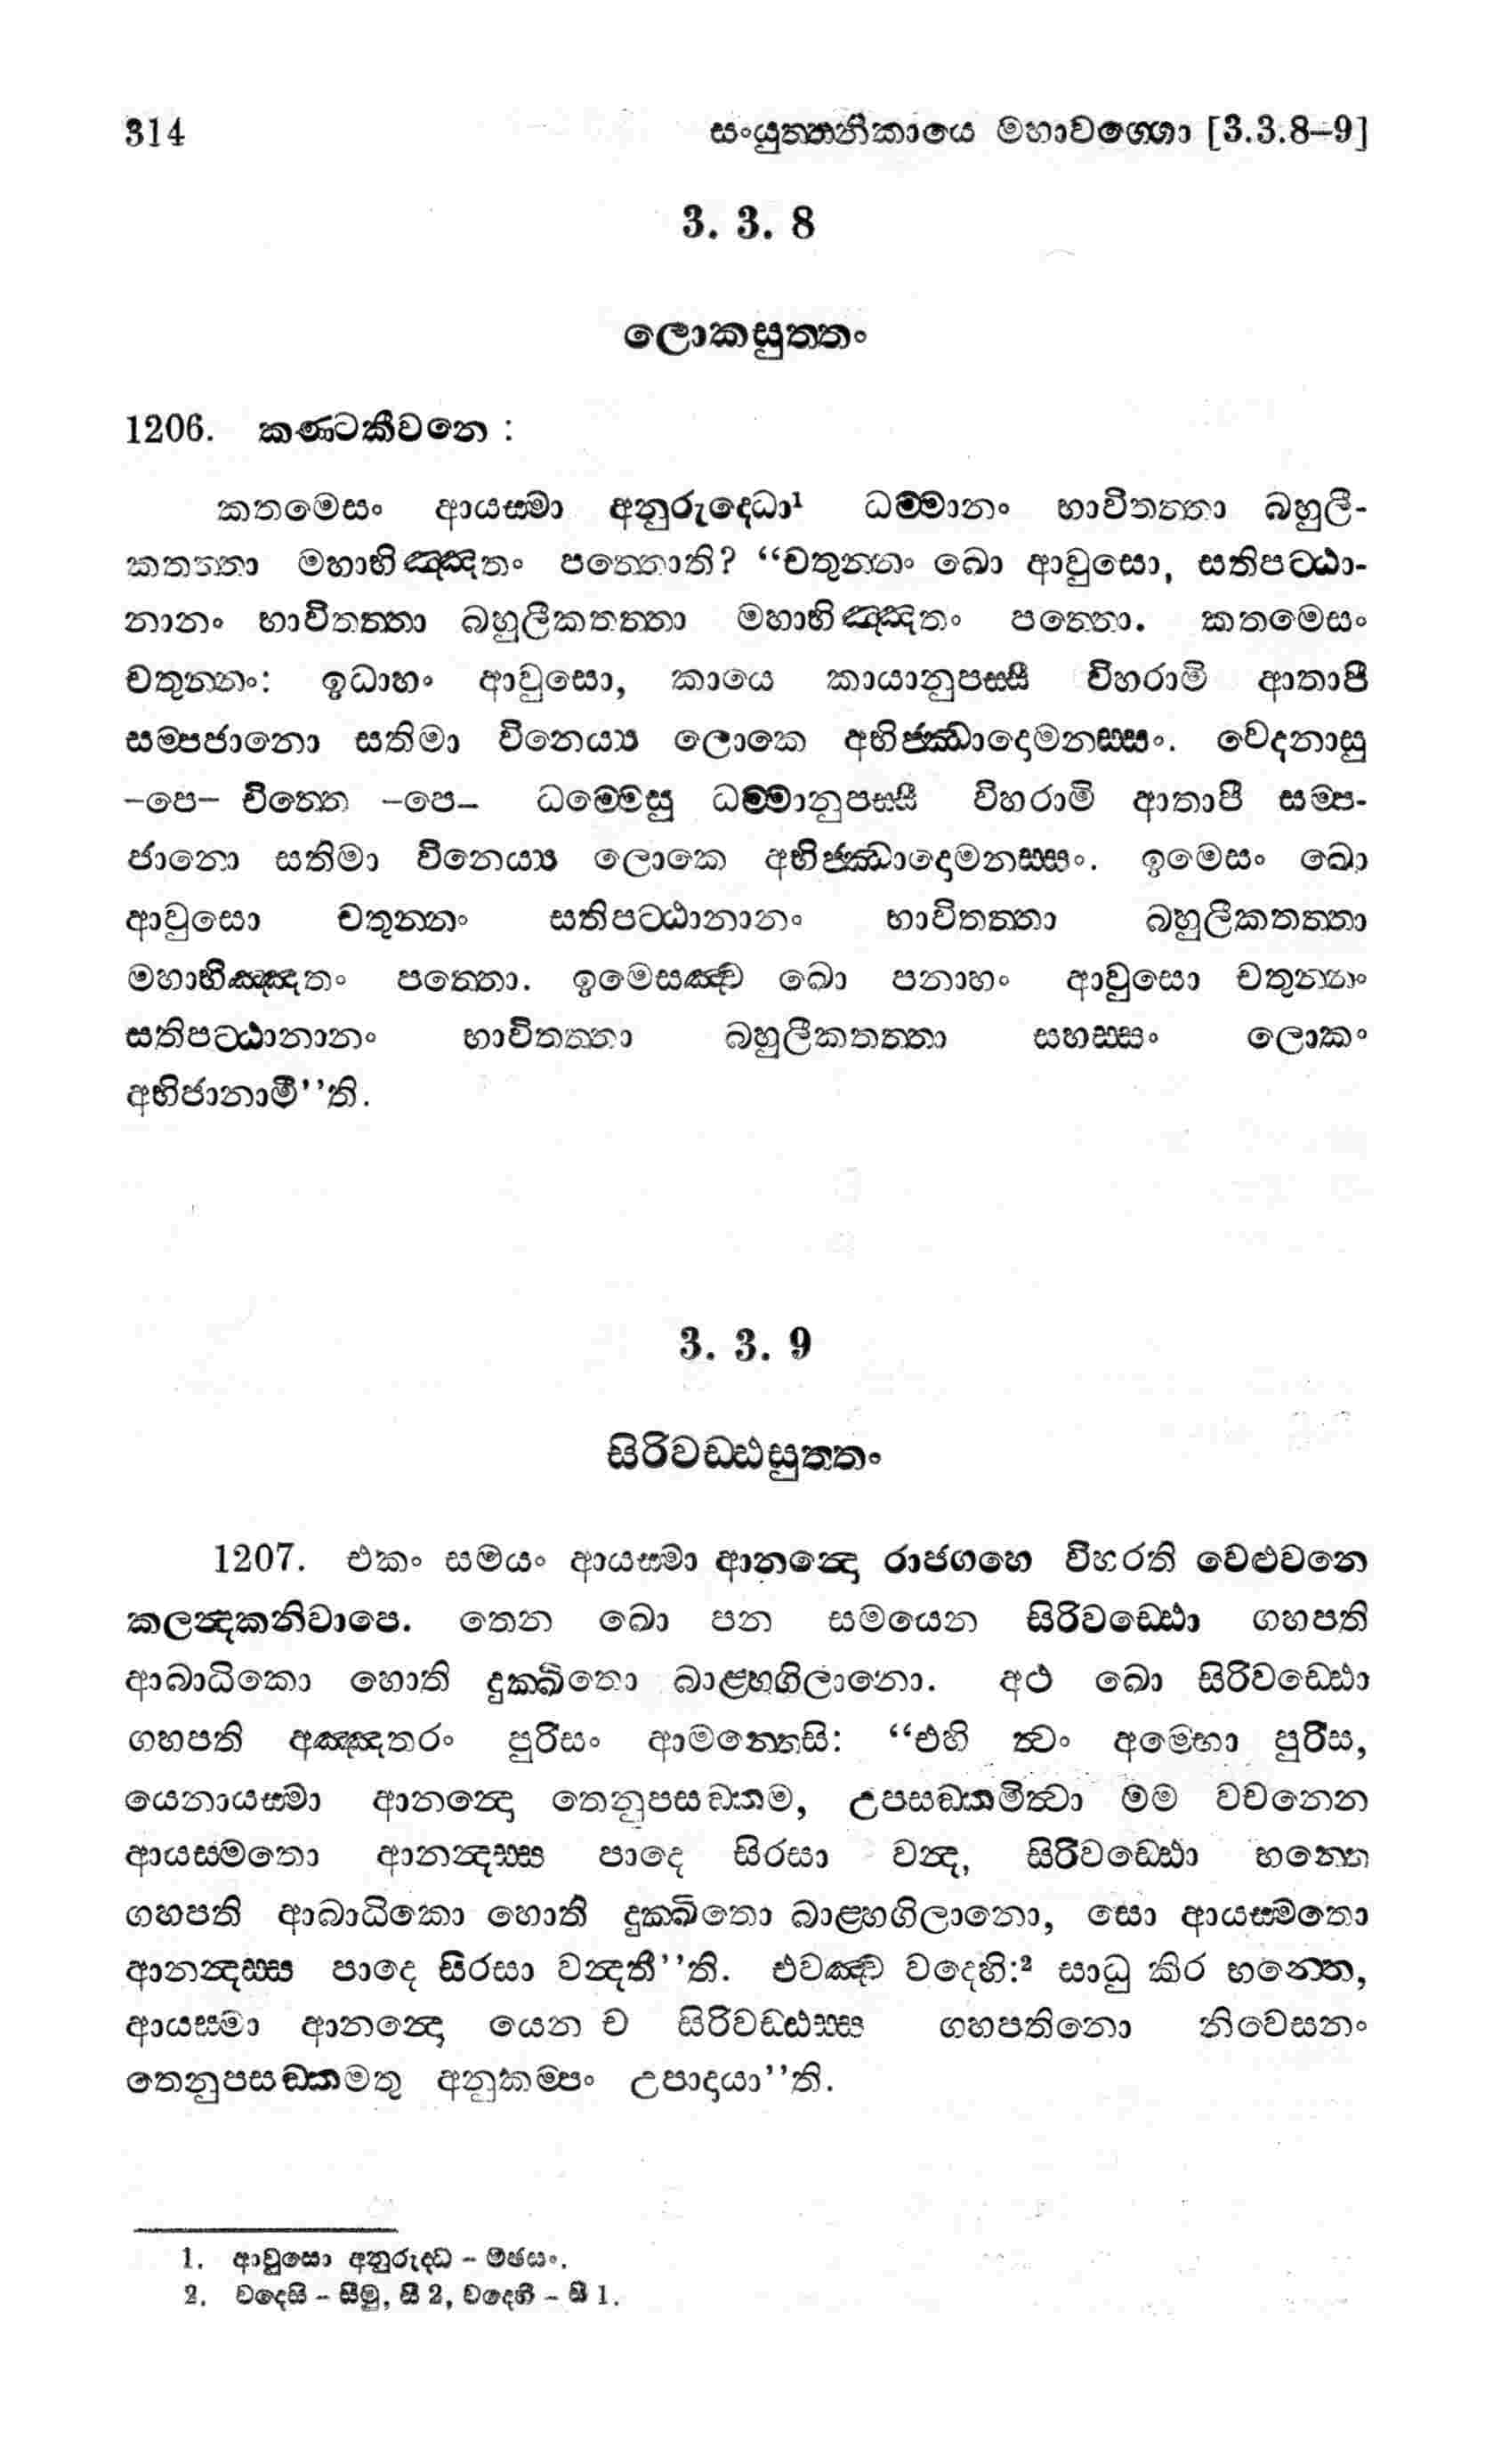 314 සංයුත්තනිකායෙ මහාවග්ගො [3.3.8–9]
3. 3. 8
ලොකසුත්තං
1206. කණ්ටකීවනෙ :
කතමෙසං ආයස්මා අනුරුද්ධො¹ ධම්මානං භාවිතත්තා බහුලී-
කතත්තා මහාභිඤ්ඤතං පත්තොති? “චතුන්නං ඛො ආවුසො, සතිපට්ඨා-
නානං භාවිතත්තා බහුලීකතත්තා මහාභිඤ්ඤතං පත්තො. කතමෙසං
චතුන්නං: ඉධාහං ආවුසො, කායෙ කායානුපස්සී විහරාමි ආතාපී
සම්පජානො සතිමා විනෙය්‍ය ලොකෙ අභිජ්ඣාදොමනස්සං. වෙදනාසු
–පෙ– චිත්තෙ –පෙ– ධම්මෙසු ධම්මානුපස්සී විහරාමි ආතාපී සම්ප-
ජානො සතිමා විනෙය්‍ය ලොකෙ අභිජ්ඣාදොමනස්සං. ඉමෙසං ඛො
ආවුසො චතුන්නං සතිපට්ඨානානං භාවිතත්තා බහුලීකතත්තා
මහාභිඤ්ඤතං පත්තො. ඉමෙසඤ්ච ඛො පනාහං ආවුසො චතුන්නං
සතිපට්ඨානානං භාවිතත්තා බහුලීකතත්තා සහස්සං ලොකං
අභිජානාමී’’ති.
3. 3. 9
සිරිවඩ්ඪසුත්තං
1207. එකං සමයං ආයස්මා ආනන්දො රාජගහෙ විහරති වෙළුවනෙ
කලන්දකනිවාපෙ. තෙන ඛො පන සමයෙන සිරිවඩ්ඪො ගහපති
ආබාධිකො හොති දුක්ඛිතො බාළ්හගිලානො. අථ ඛො සිරිවඩ්ඪො
ගහපති අඤ්ඤතරං පුරිසං ආමන්තෙසි: “එහි ත්වං අම්භො පුරිස,
යෙනායස්මා ආනන්දො තෙනුපසඞ්කම, උපසඞ්කමිත්වා මම වචනෙන
ආයස්මතො ආනන්දස්ස පාදෙ සිරසා වන්ද, සිරිවඩ්ඪො භන්තෙ
ගහපති ආබාධිකො හොති දුක්ඛිතො බාළ්හගිලානො, සො ආයස්මතො
ආනන්දස්ස පාදෙ සිරසා වන්දතී’’ති. එවඤ්ච වදෙහි:² සාධු කිර භන්තෙ,
ආයස්මා ආනන්දො යෙන ච සිරිවඩ්ඪස්ස ගහපතිනො නිවෙසනං
තෙනුපසඞ්කමතු අනුකම්පං උපාදායා’’ති.
1. ආවුසො අනුරුද්ධ – මඡසං.
2. වදෙසි – සීමු, සී 2, වදෙහී – සී 1.